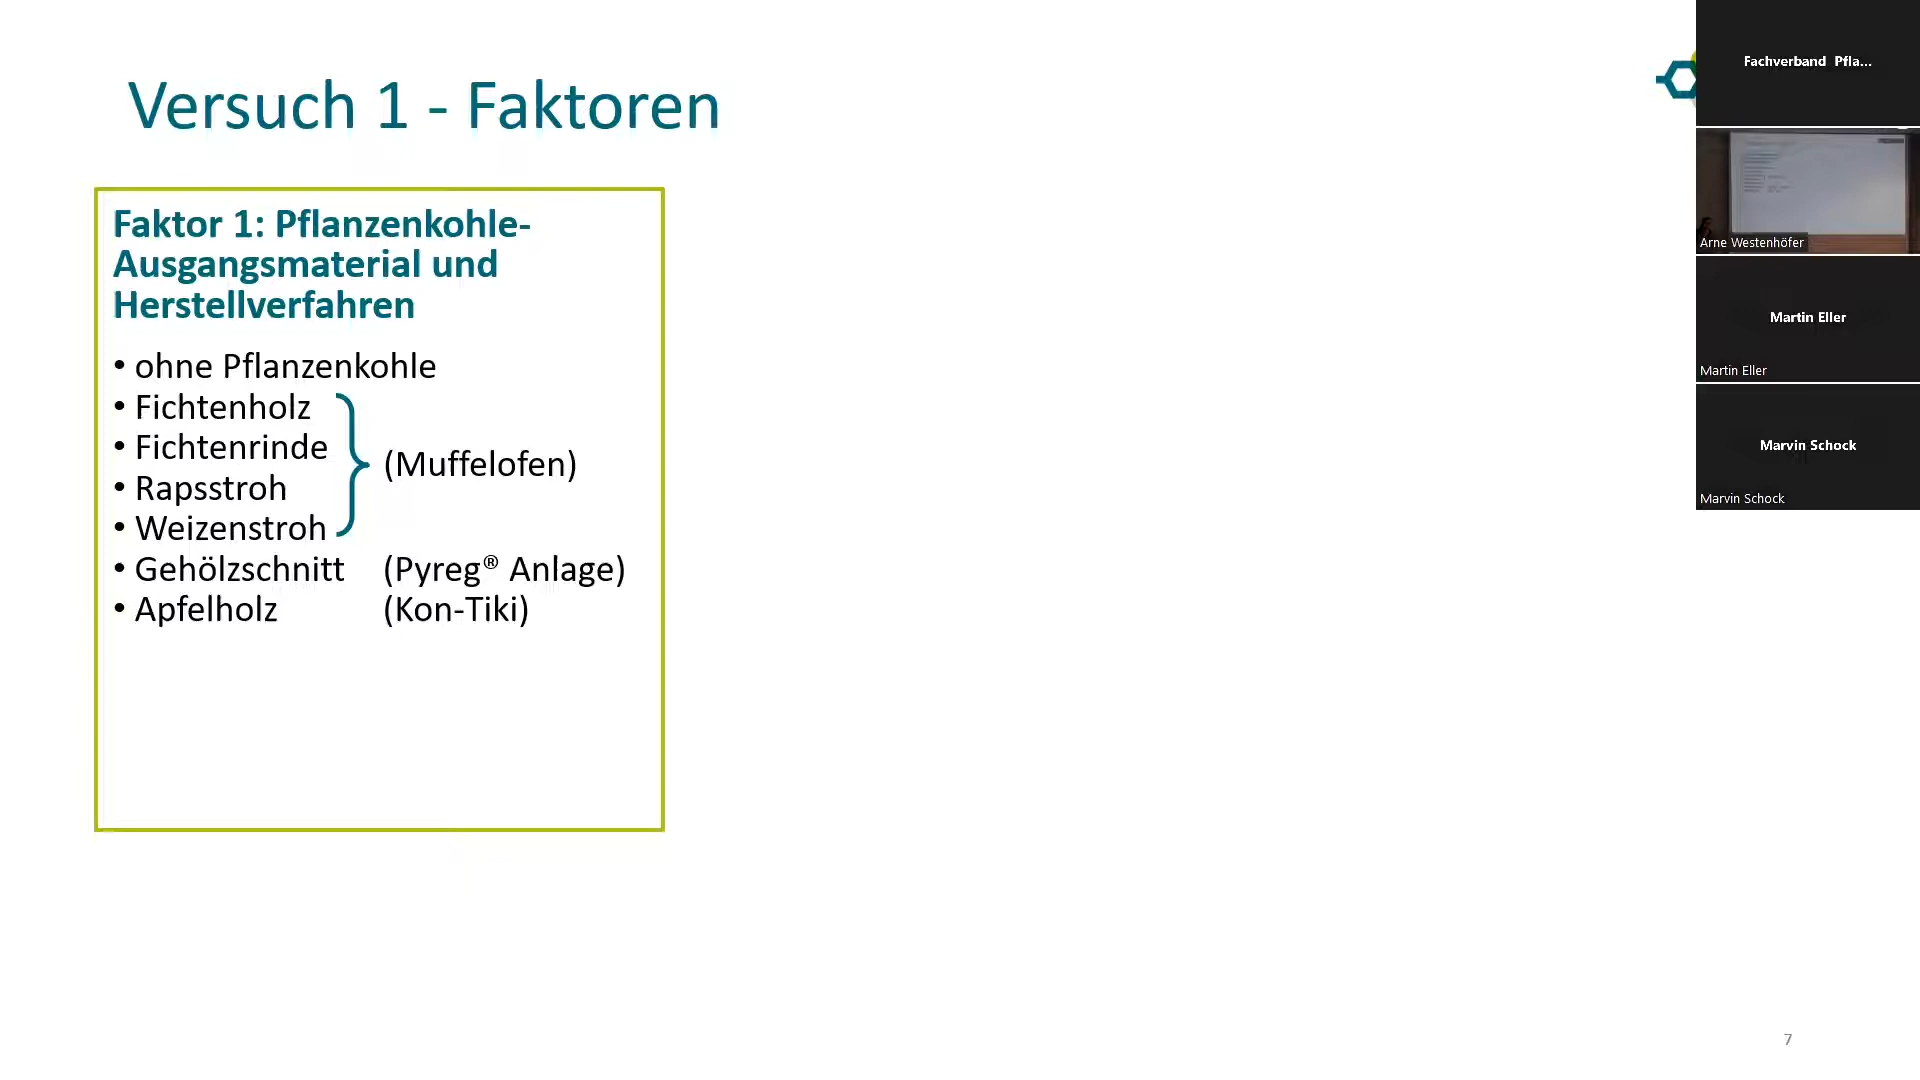 Versuch 1 - Faktoren
Faktor 1: Pflanzenkohle-
Ausgangsmaterial und
Herstellverfahren
• ohne Pflanzenkohle
• Fichtenholz
• Fichtenrinde
(Muffelofen)
• Rapsstroh
• Weizenstroh
• Gehölzschnitt (Pyreg® Anlage)
• Apfelholz (Kon-Tiki)
7
Fachverband Pfla...
Arne Westenhöfer
Martin Eller
Martin Eller
Marvin Schock
Marvin Schock